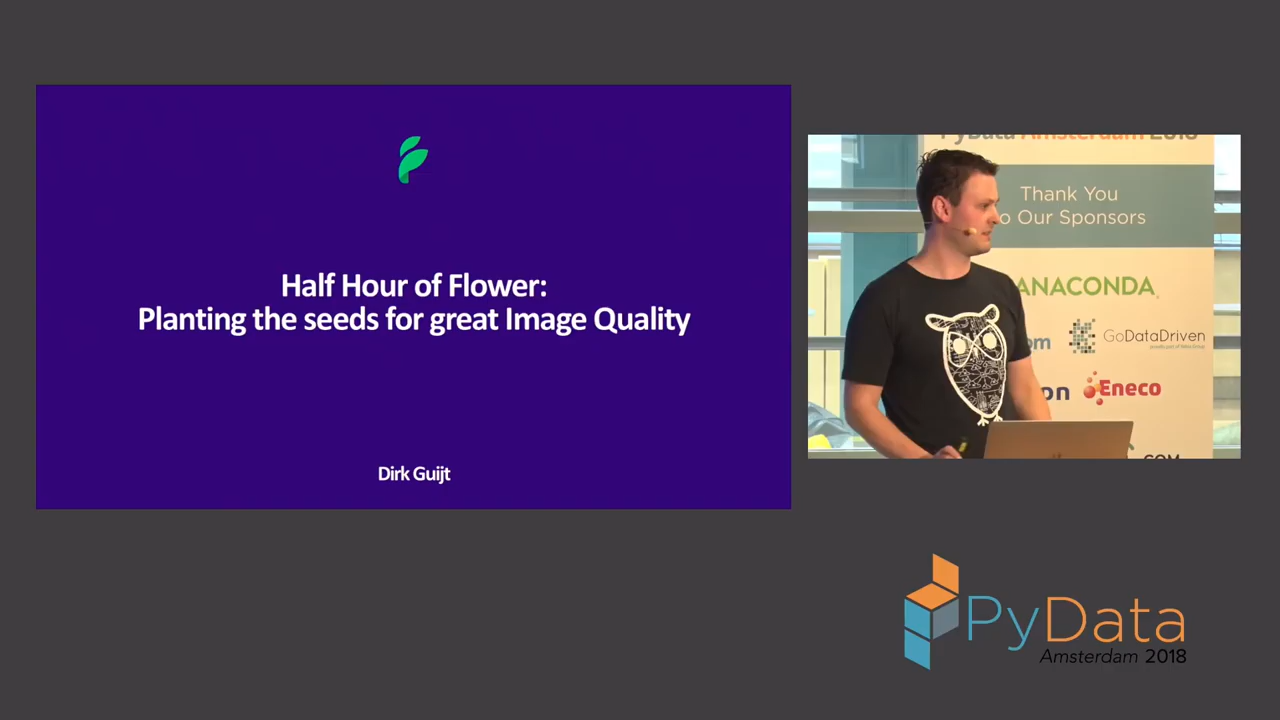 Half Hour of Flower:
Planting the seeds for great Image Quality
Dirk Guijt
PyData Amsterdam 2018
Thank You
o Our Sponsors
ANACONDA
om
GoDataDriven
on
Eneco
.COM
PyData
Amsterdam 2018